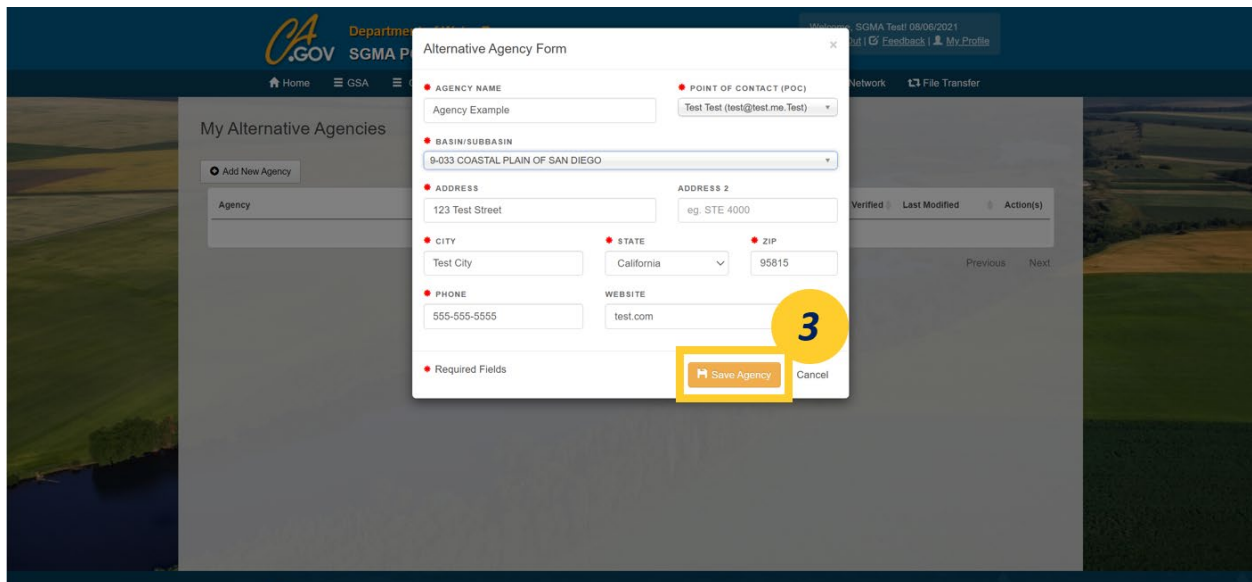 CA.GOV
Departme
SGMA P
SGMA Test! 08/06/2021
Out | Feedback | My Profile
Home GSA
Network File Transfer
My Alternative Agencies
Add New Agency
Agency Verified Last Modified Action(s)
Previous Next
Alternative Agency Form ×
AGENCY NAME POINT OF CONTACT (POC)
Agency Example Test Test (test@test.me.Test)
BASIN/SUBBASIN
9-033 COASTAL PLAIN OF SAN DIEGO
ADDRESS ADDRESS 2
123 Test Street eg. STE 4000
CITY STATE ZIP
Test City California 95815
PHONE WEBSITE
555-555-5555 test.com
3
Required Fields Save Agency Cancel